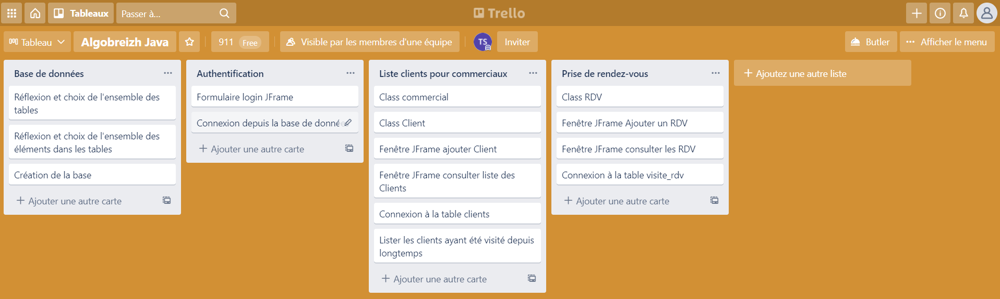 Tableaux
Passer à...
Trello
Tableau
Algobreizh Java
911 Free
Visible par les membres d'une équipe
TS
Inviter
Butler
Afficher le menu
Base de données
Réflexion et choix de l'ensemble des
tables
Réflexion et choix de l'ensemble des
éléments dans les tables
Création de la base
Ajouter une autre carte
Authentification
Formulaire login JFrame
Connexion depuis la base de donnée
Ajouter une autre carte
Liste clients pour commerciaux
Class commercial
Class Client
Fenêtre JFrame ajouter Client
Fenêtre JFrame consulter liste des
Clients
Connexion à la table clients
Lister les clients ayant été visité depuis
longtemps
Ajouter une autre carte
Prise de rendez-vous
Class RDV
Fenêtre JFrame Ajouter un RDV
Fenêtre JFrame consulter les RDV
Connexion à la table visite_rdv
Ajouter une autre carte
Ajoutez une autre liste